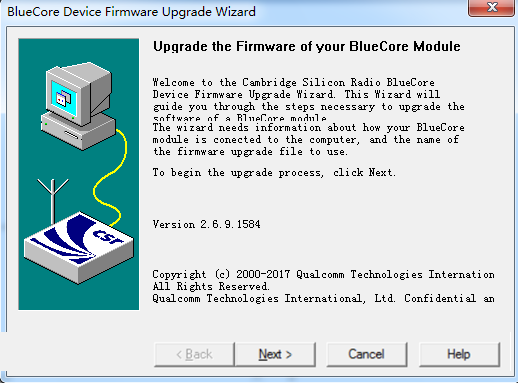 BlueCore Device Firmware Upgrade Wizard
Upgrade the Firmware of your BlueCore Module
Welcome to the Cambridge Silicon Radio BlueCore
Device Firmware Upgrade Wizard. This Wizard will
guide you through the steps necessary to upgrade the
software of a BlueCore module.
The wizard needs information about how your BlueCore
module is conected to the computer, and the name of
the firmware upgrade file to use.
To begin the upgrade process, click Next.
CSR
Version 2.6.9.1584
Copyright (c) 2000-2017 Qualcomm Technologies Internation
All Rights Reserved.
Qualcomm Technologies International, Ltd. Confidential an
< Back Next > Cancel Help